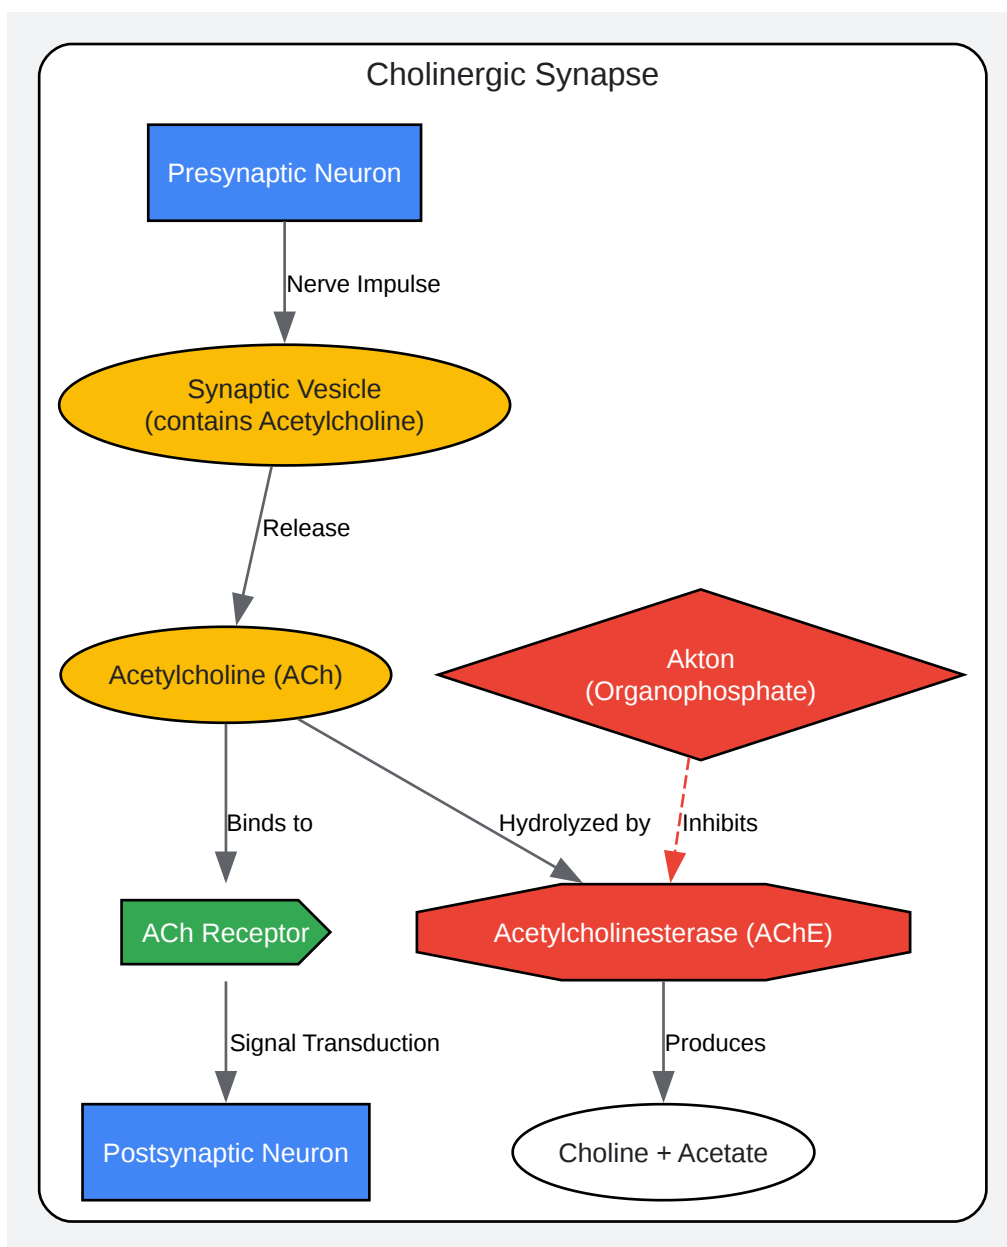 Cholinergic Synapse
Presynaptic Neuron
Nerve Impulse
Synaptic Vesicle
(contains Acetylcholine)
Release
Acetylcholine (ACh)
Akton
(Organophosphate)
Binds to
Hydrolyzed by
Inhibits
ACh Receptor
Acetylcholinesterase (AChE)
Signal Transduction
Produces
Postsynaptic Neuron
Choline + Acetate